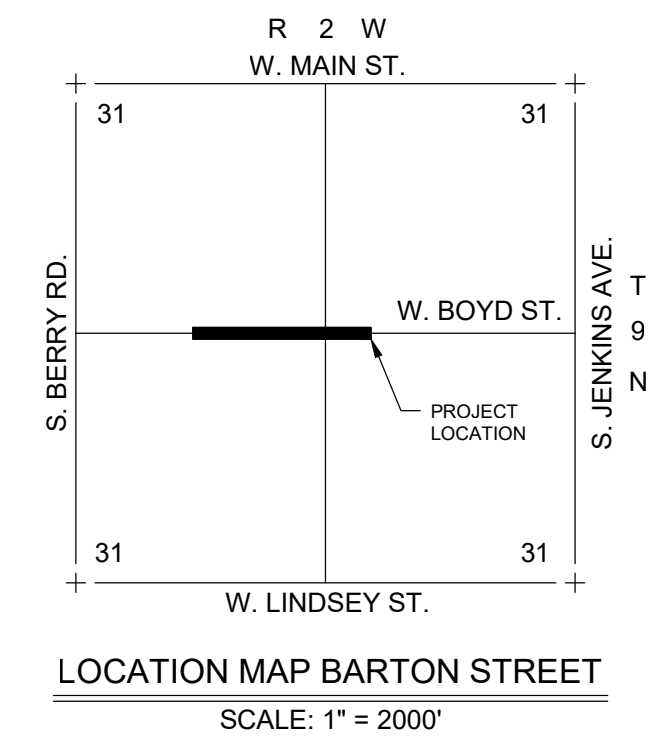 R 2 W
W. MAIN ST.
31
31
S. BERRY RD.
W. BOYD ST.
S. JENKINS AVE.
T
9
N
PROJECT
LOCATION
31
31
W. LINDSEY ST.
LOCATION MAP BARTON STREET
SCALE: 1" = 2000'